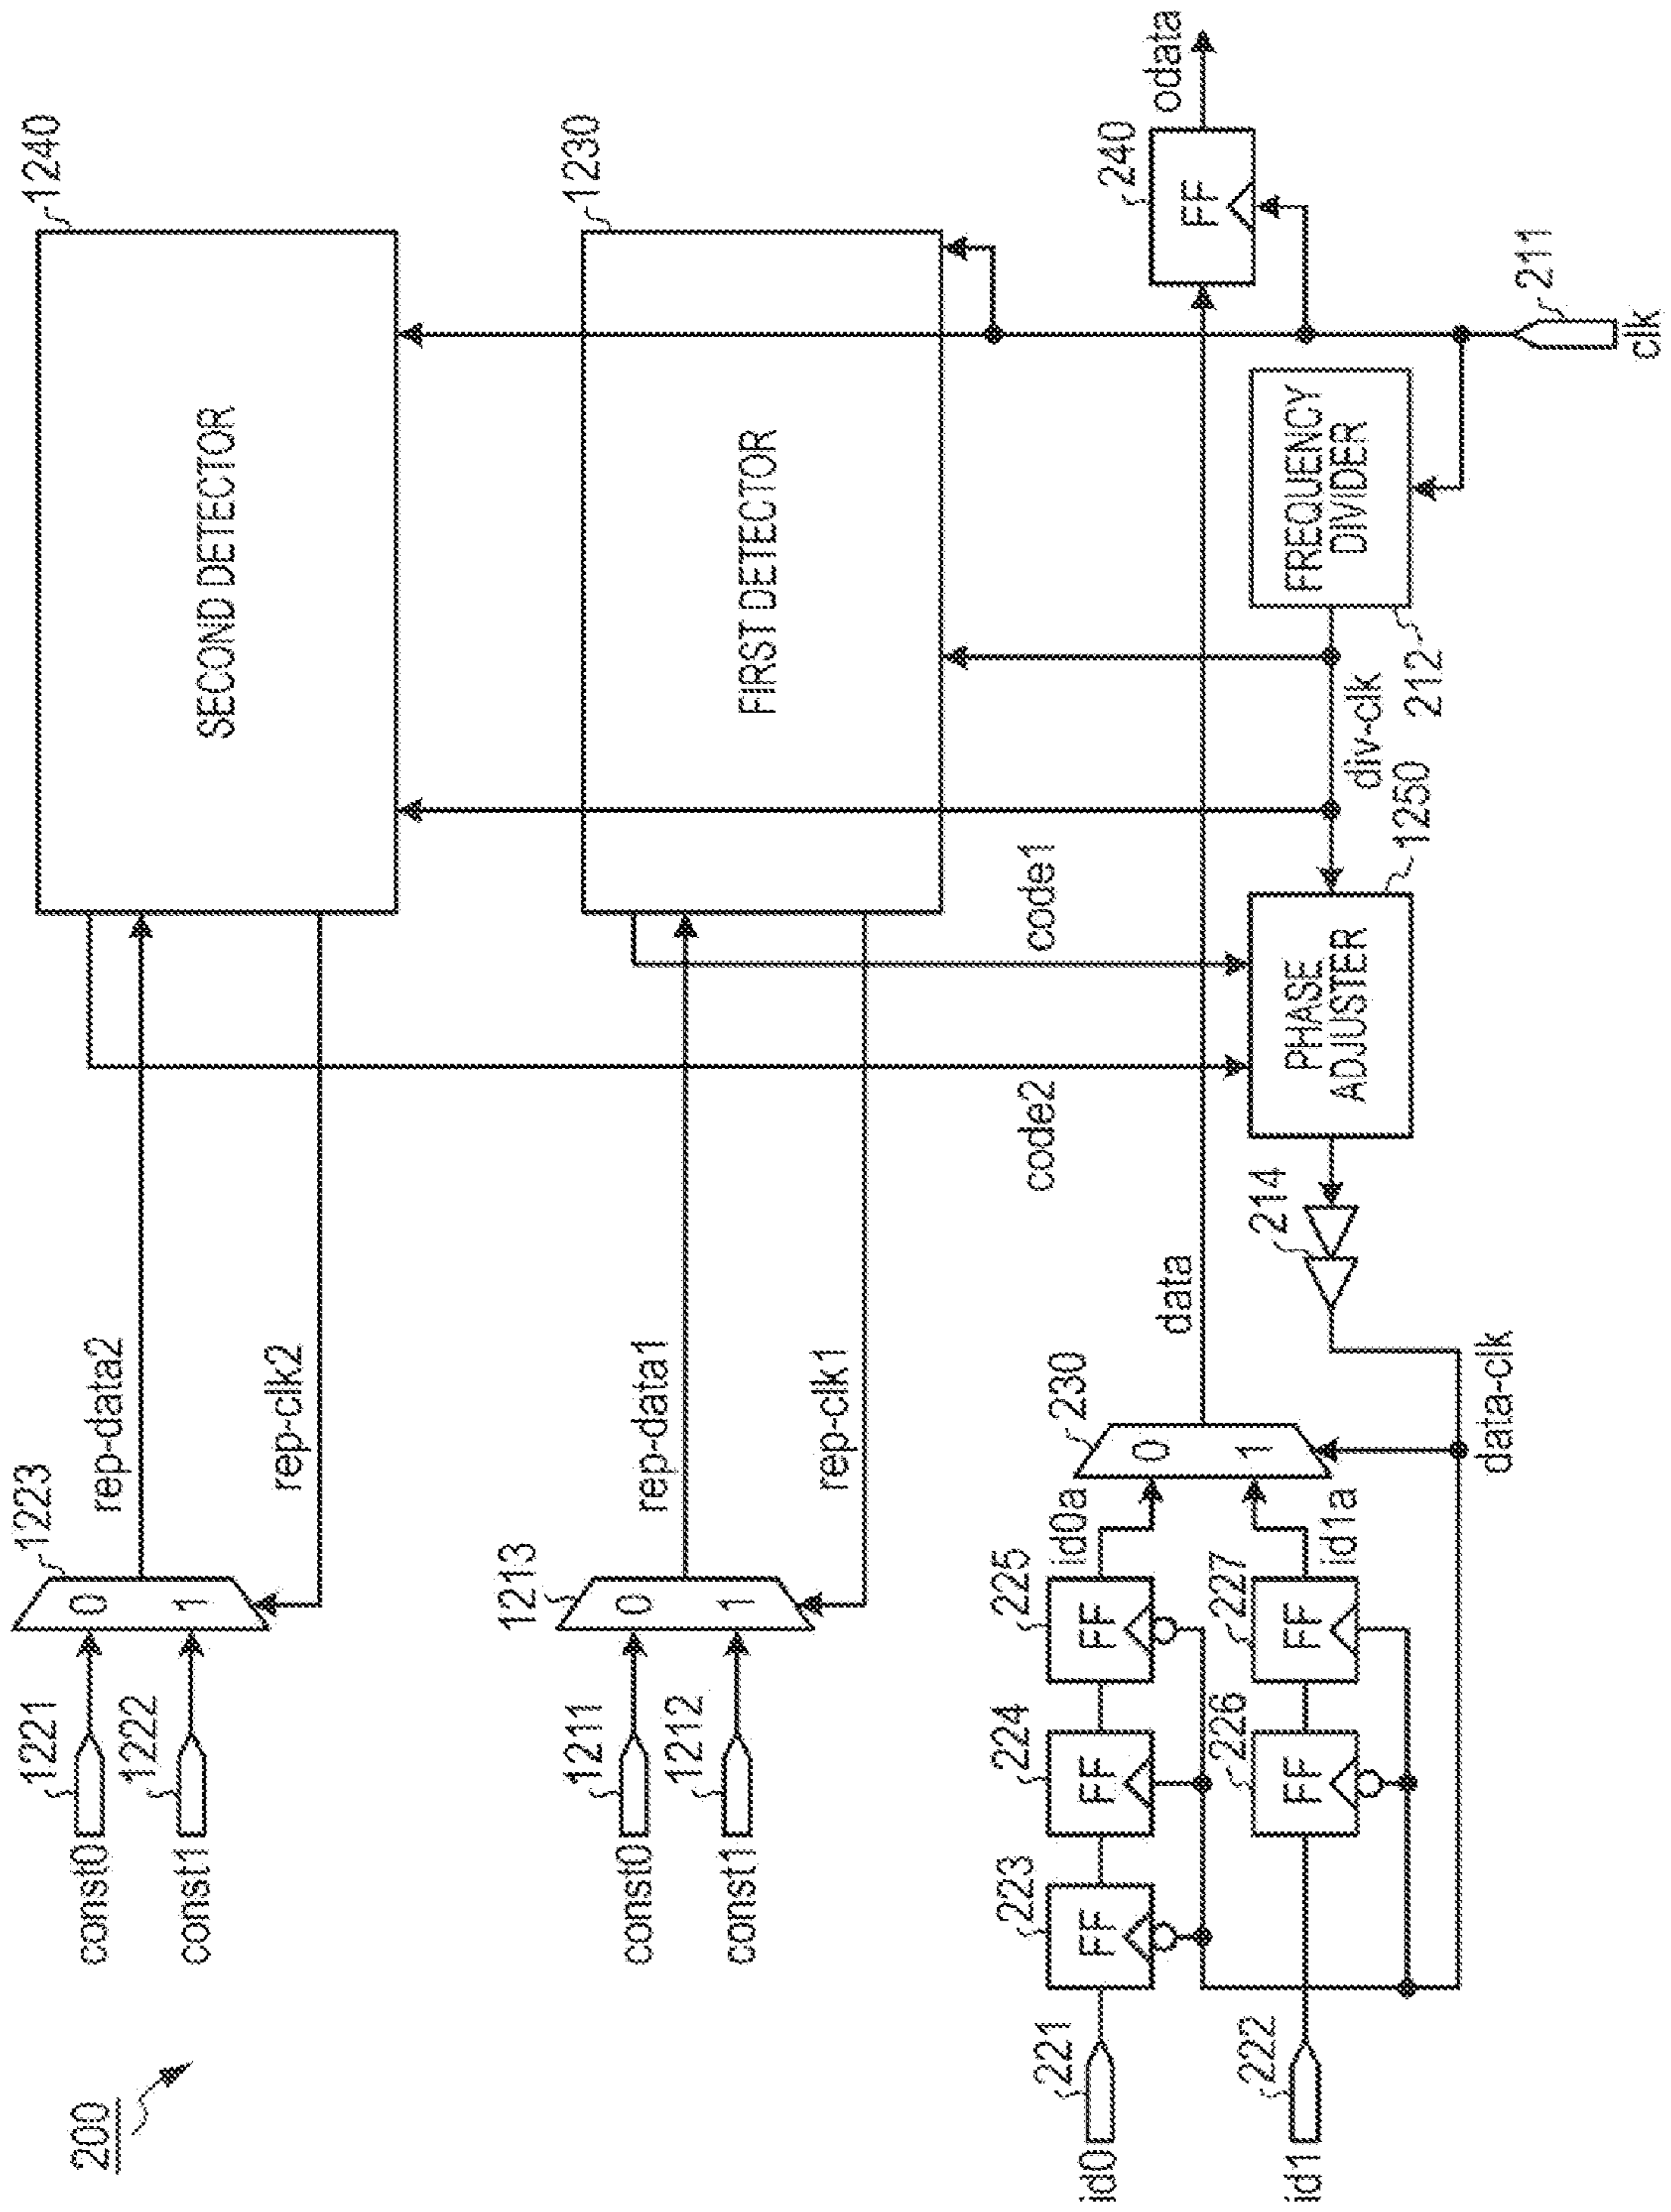 200
const0
1221
const1
1222
0
1
1223
rep-data2
rep-clk2
SECOND DETECTOR
1240
const0
1211
const1
1212
0
1
1213
rep-data1
rep-clk1
FIRST DETECTOR
1230
code1
code2
id0
221
FF
223
FF
224
FF
225
id0a
id1
222
FF
226
FF
227
id1a
0
1
230
data
data-clk
214
PHASE
ADJUSTER
1250
div-clk
FREQUENCY
DIVIDER
212
FF
240
odata
211
clk